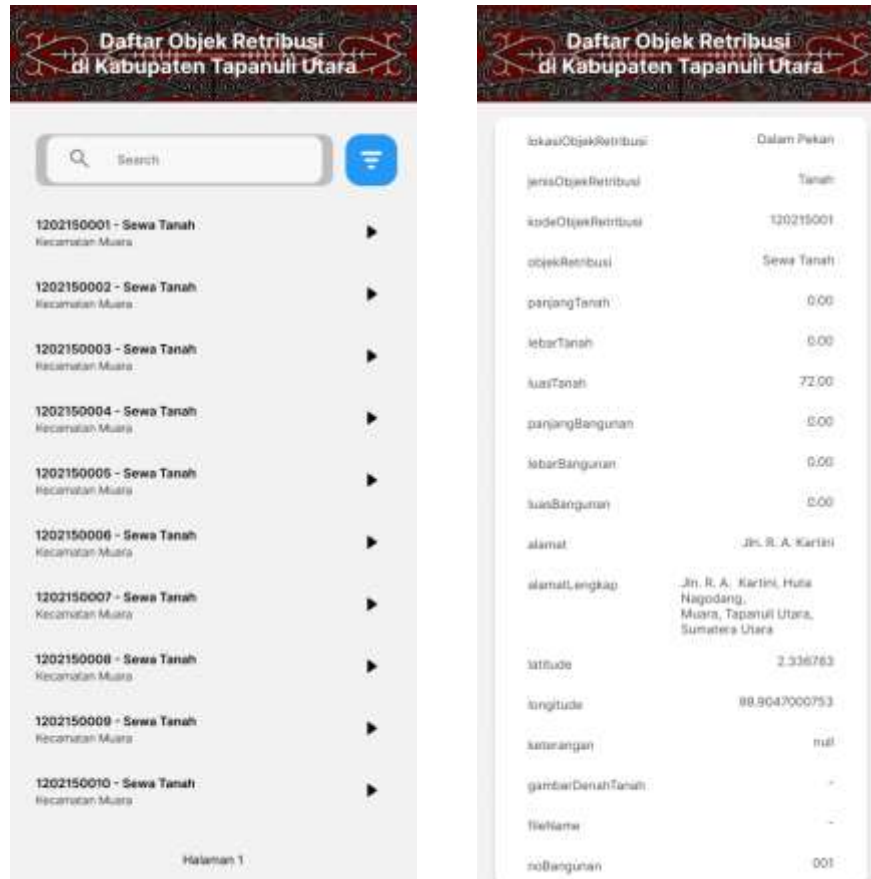 Daftar Objek Retribusi
di Kabupaten Tapanuli Utara
Search
1202150001 - Sewa Tanah
Kecamatan Muara
1202150002 - Sewa Tanah
Kecamatan Muara
1202150003 - Sewa Tanah
Kecamatan Muara
1202150004 - Sewa Tanah
Kecamatan Muara
1202150005 - Sewa Tanah
Kecamatan Muara
1202150006 - Sewa Tanah
Kecamatan Muara
1202150007 - Sewa Tanah
Kecamatan Muara
1202150008 - Sewa Tanah
Kecamatan Muara
1202150009 - Sewa Tanah
Kecamatan Muara
1202150010 - Sewa Tanah
Kecamatan Muara
Halaman 1
Daftar Objek Retribusi
di Kabupaten Tapanuli Utara
lokasiObjekRetribusi Dalam Pekan
jenisObjekRetribusi Tanah
kodeObjekRetribusi 120215001
objekRetribusi Sewa Tanah
panjangTanah 0.00
lebarTanah 0.00
luasTanah 72.00
panjangBangunan 0.00
lebarBangunan 0.00
luasBangunan 0.00
alamat Jln. R. A. Kartini
alamatLengkap Jln. R. A. Kartini, Huta
Nagodang,
Muara, Tapanuli Utara,
Sumatera Utara
latitude 2.336783
longitude 98.9047000753
keterangan null
gambarDenahTanah -
fileName -
noBangunan 001